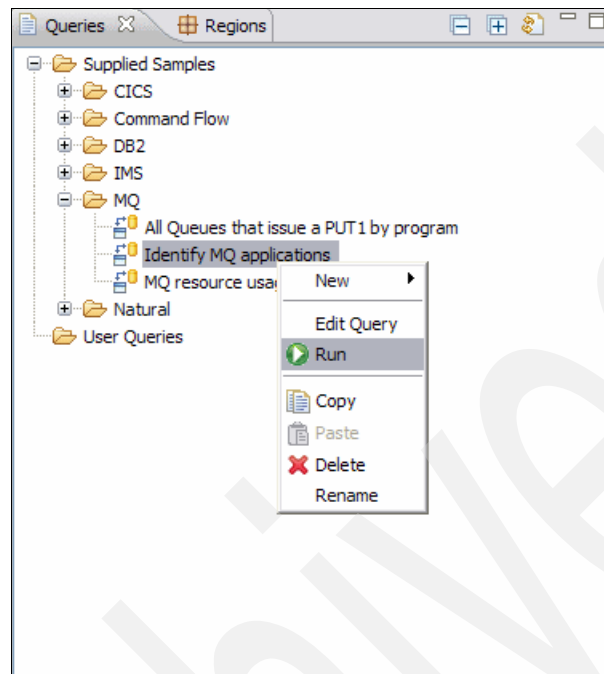 Queries Regions
Supplied Samples
CICS
Command Flow
DB2
IMS
MQ
All Queues that issue a PUT1 by program
Identify MQ applications
MQ resource
Natural
User Queries
New
Edit Query
Run
Copy
Paste
Delete
Rename